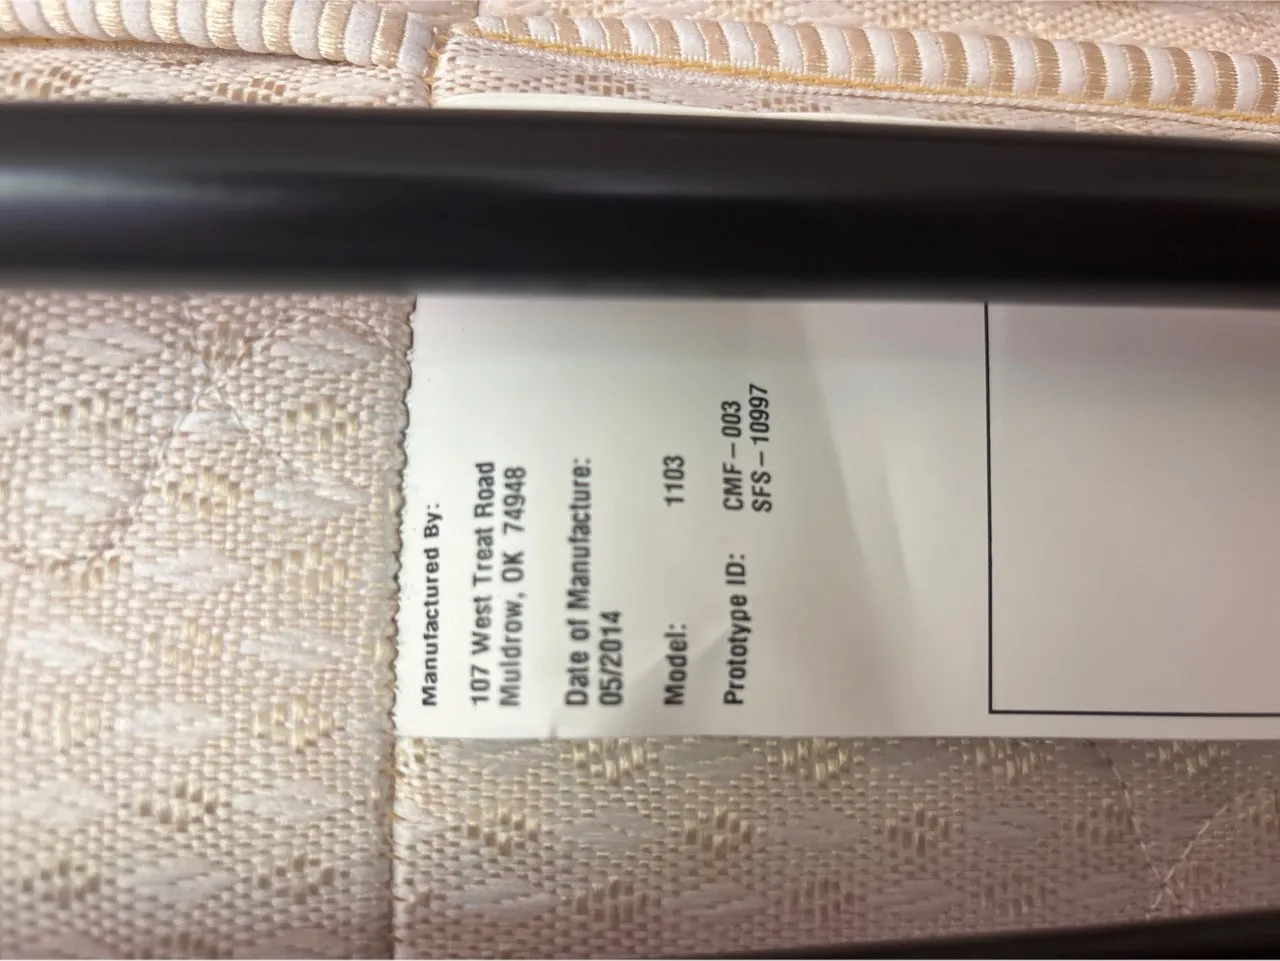 Manufactured By:
107 West Treat Road
Muldrow, OK 74948
Date of Manufacture:
05/2014
Model: 1103
Prototype ID: CMF-003
SFS-10997